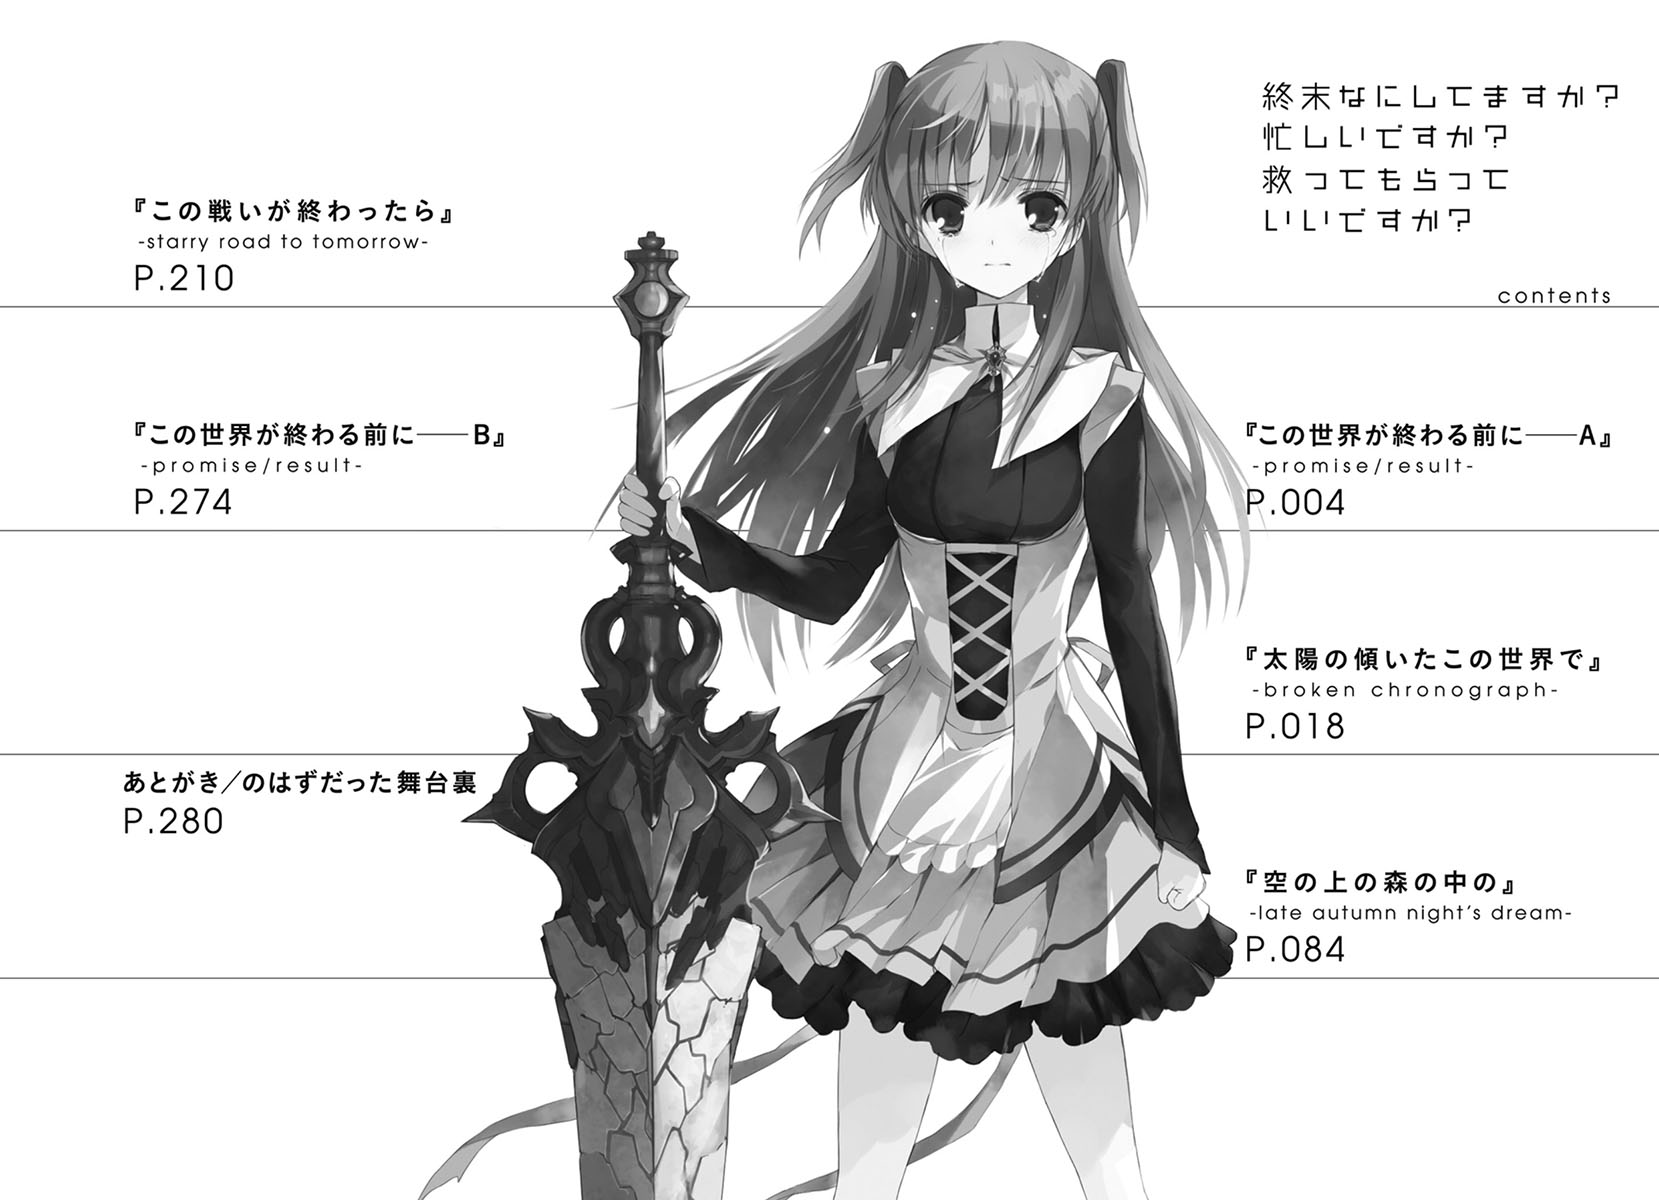 終末なにしてますか?
忙しいですか?
救ってもらって
いいですか?
contents
『この世界が終わる前に――A』
-promise/result-
P.004
『太陽の傾いたこの世界で』
-broken chronograph-
P.018
『空の上の森の中の』
-late autumn night's dream-
P.084
『この戦いが終わったら』
-starry road to tomorrow-
P.210
『この世界が終わる前に――B』
-promise/result-
P.274
あとがき/のはずだった舞台裏
P.280